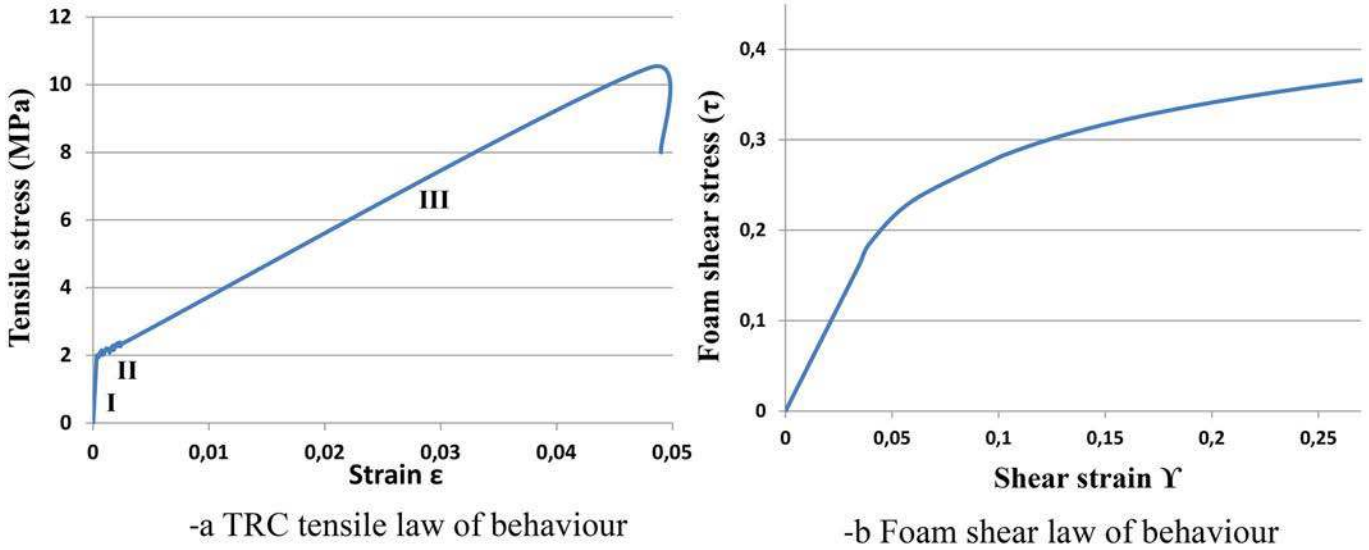 Tensile stress (MPa)
12
10
8
6
4
2
0
I
II
III
0
0,01
0,02
0,03
0,04
0,05
Strain ε
-a TRC tensile law of behaviour
Foam shear stress (τ)
0,4
0,3
0,2
0,1
0
0
0,05
0,1
0,15
0,2
0,25
Shear strain ϒ
-b Foam shear law of behaviour